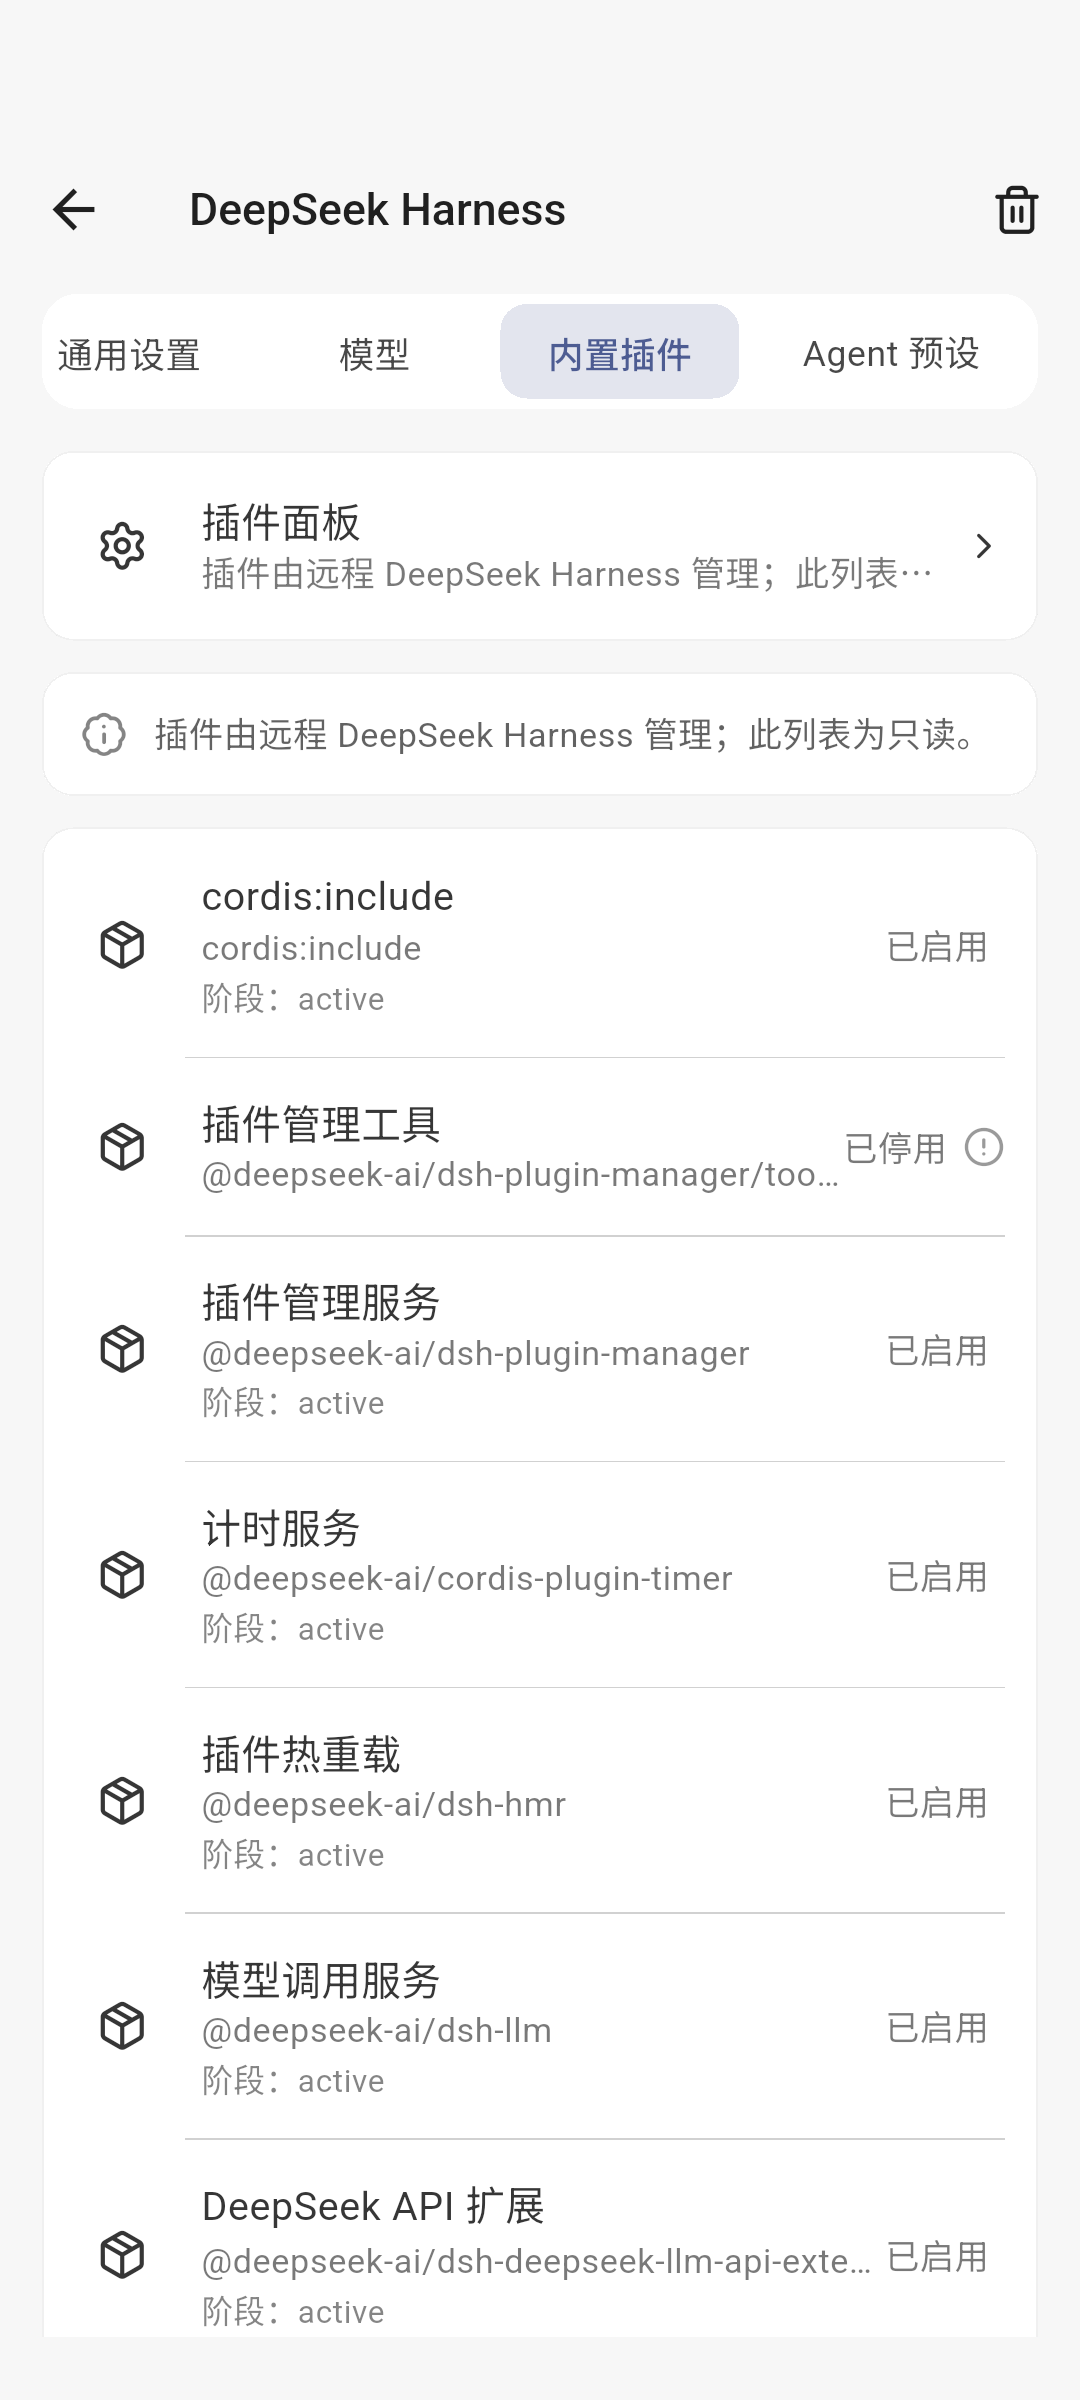 DeepSeek Harness
通用设置 模型 内置插件 Agent 预设
插件面板
插件由远程 DeepSeek Harness 管理；此列表…
插件由远程 DeepSeek Harness 管理；此列表为只读。
cordis:include
cordis:include
已启用
阶段：active
插件管理工具
@deepseek-ai/dsh-plugin-manager/too…
已停用
插件管理服务
@deepseek-ai/dsh-plugin-manager
已启用
阶段：active
计时服务
@deepseek-ai/cordis-plugin-timer
已启用
阶段：active
插件热重载
@deepseek-ai/dsh-hmr
已启用
阶段：active
模型调用服务
@deepseek-ai/dsh-llm
已启用
阶段：active
DeepSeek API 扩展
@deepseek-ai/dsh-deepseek-llm-api-exte…
已启用
阶段：active